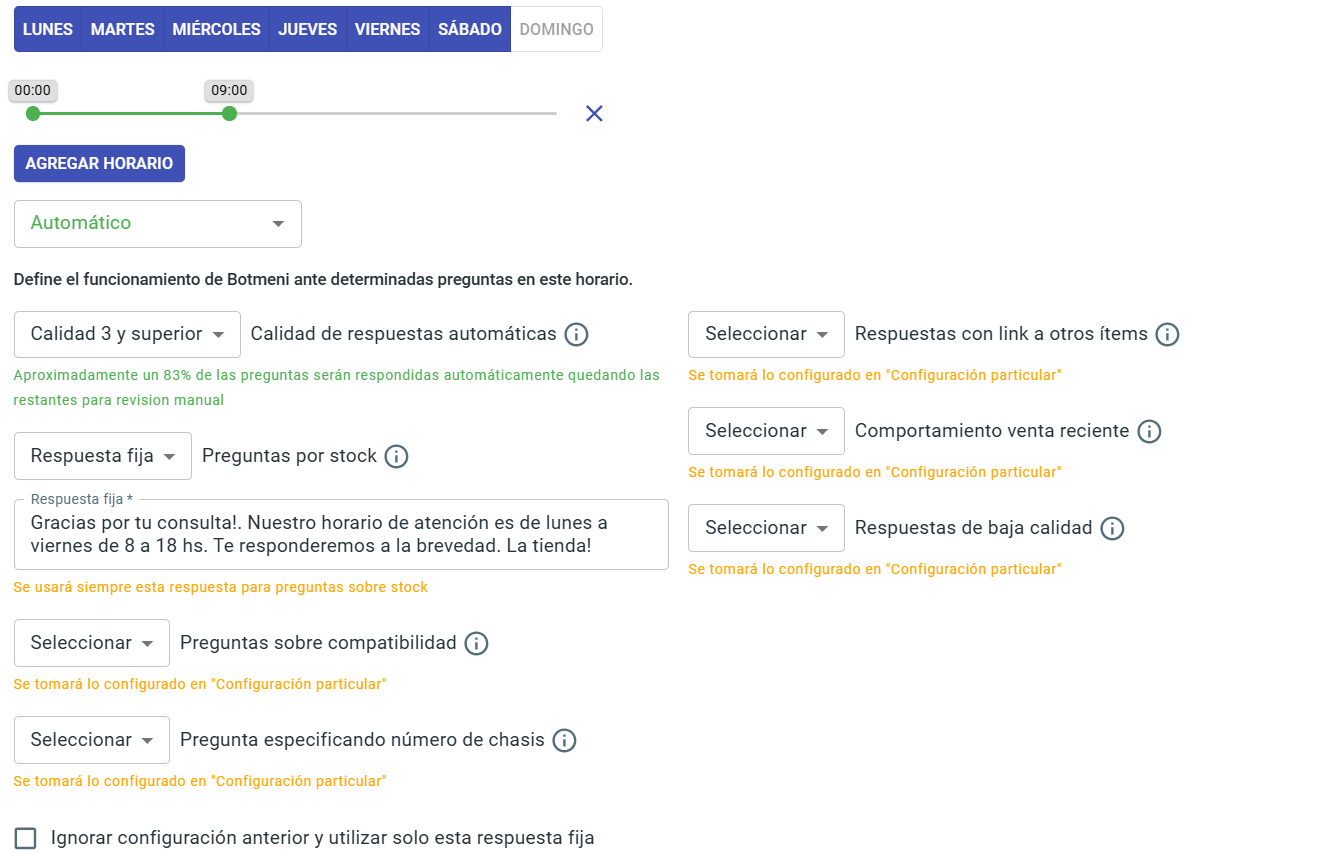 LUNES MARTES MIÉRCOLES JUEVES VIERNES SÁBADO DOMINGO
00:00 09:00
AGREGAR HORARIO
Automático
Define el funcionamiento de Botmeni ante determinadas preguntas en este horario.
Calidad 3 y superior Calidad de respuestas automáticas
Aproximadamente un 83% de las preguntas serán respondidas automáticamente quedando las
restantes para revision manual
Respuesta fija Preguntas por stock
Respuesta fija *
Gracias por tu consulta!. Nuestro horario de atención es de lunes a
viernes de 8 a 18 hs. Te responderemos a la brevedad. La tienda!
Se usará siempre esta respuesta para preguntas sobre stock
Seleccionar Preguntas sobre compatibilidad
Se tomará lo configurado en "Configuración particular"
Seleccionar Pregunta especificando número de chasis
Se tomará lo configurado en "Configuración particular"
Seleccionar Respuestas con link a otros ítems
Se tomará lo configurado en "Configuración particular"
Seleccionar Comportamiento venta reciente
Se tomará lo configurado en "Configuración particular"
Seleccionar Respuestas de baja calidad
Se tomará lo configurado en "Configuración particular"
Ignorar configuración anterior y utilizar solo esta respuesta fija